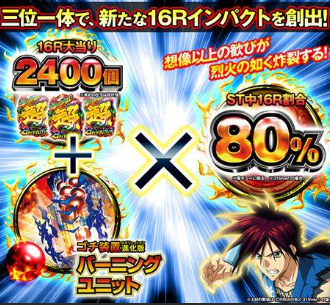 三位一体で、新たな16Rインパクトを創出!
16R大当り
2400個
超 超 超
想像以上の歓びが
烈火の如く炸裂する!
ST中16R割合
80%
+
×
ゴチ装置進化版
バーニング
ユニット